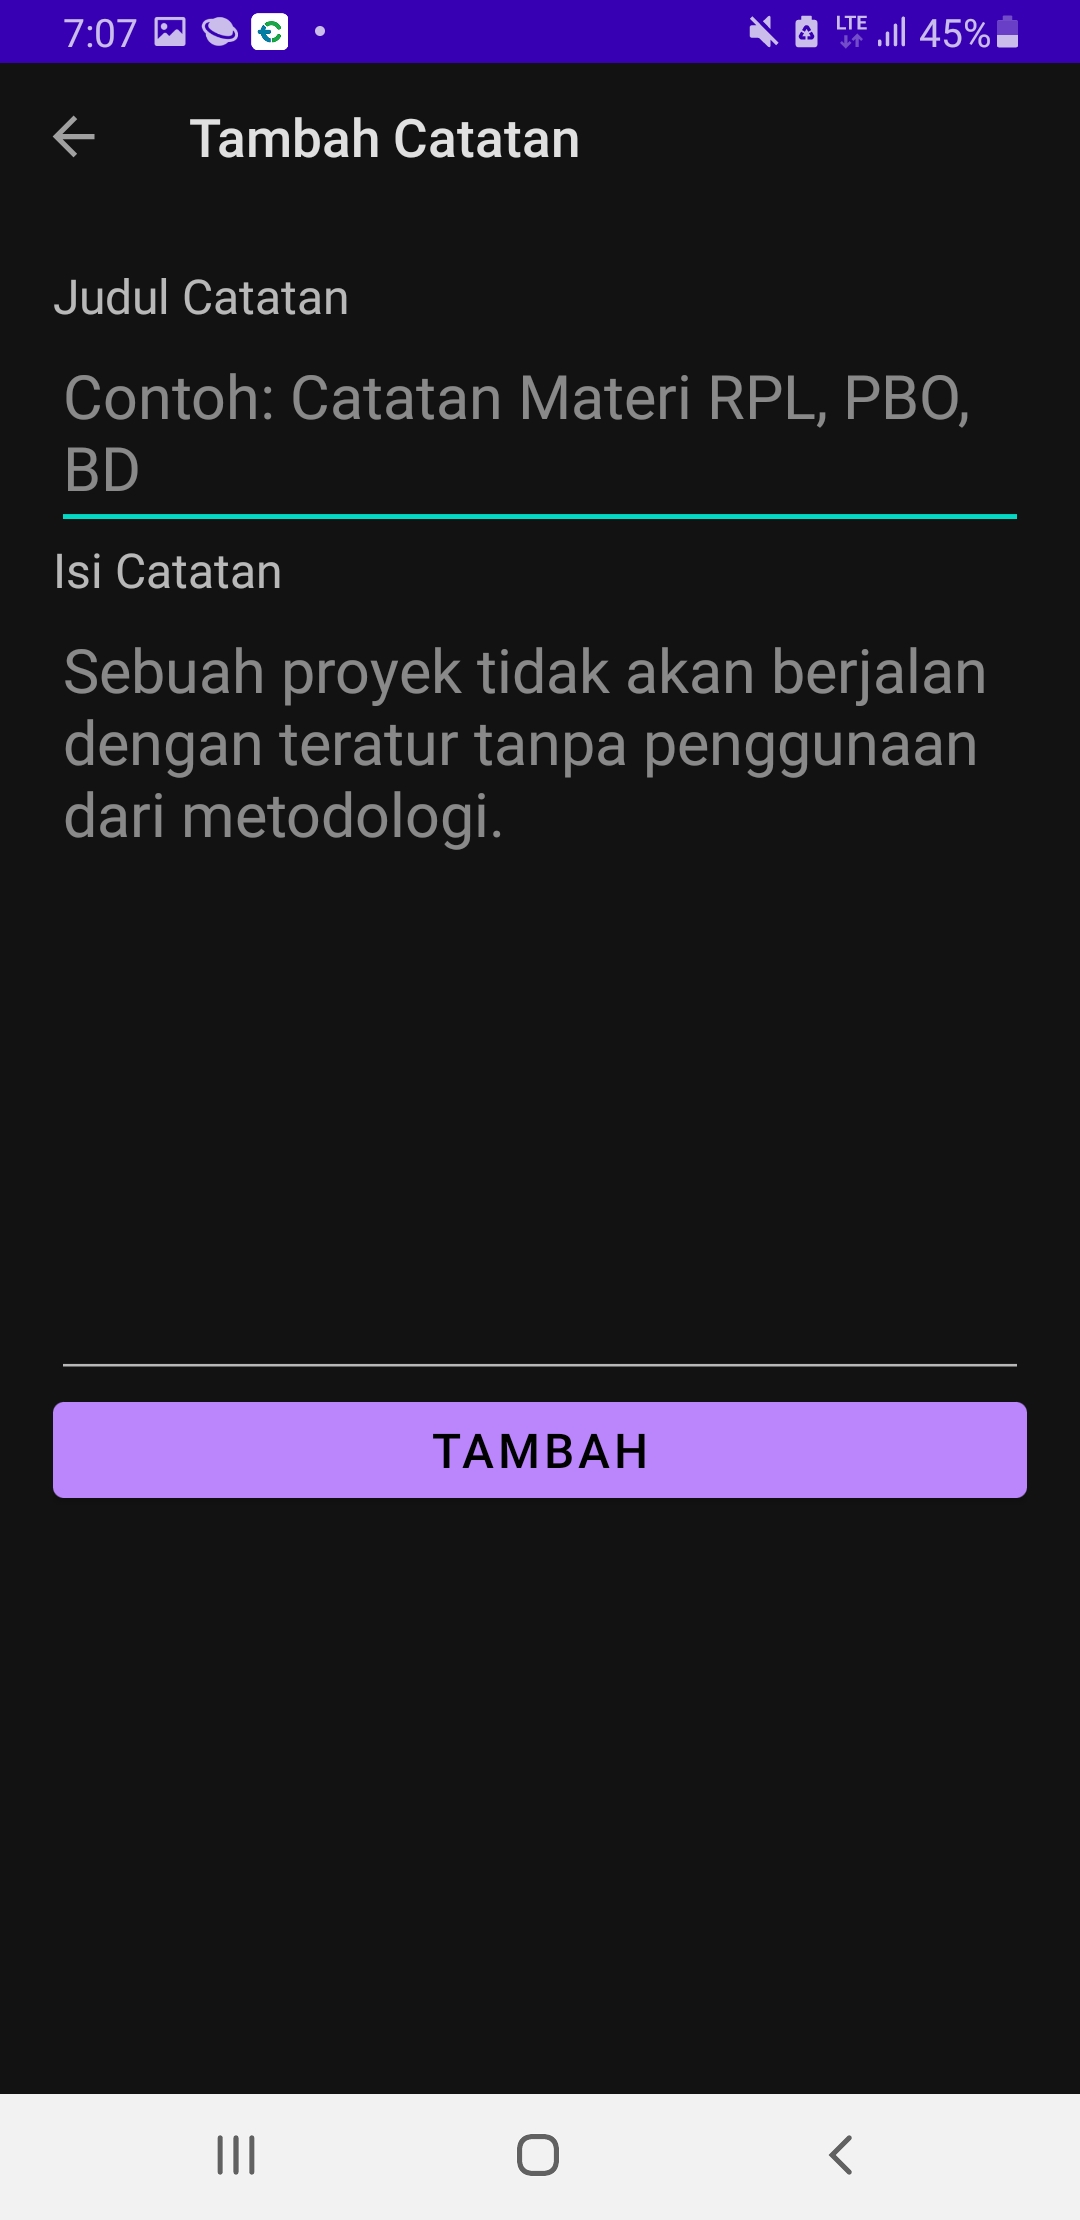 7:07 LTE 45%
Tambah Catatan
Judul Catatan
Contoh: Catatan Materi RPL, PBO,
BD
Isi Catatan
Sebuah proyek tidak akan berjalan
dengan teratur tanpa penggunaan
dari metodologi.
TAMBAH